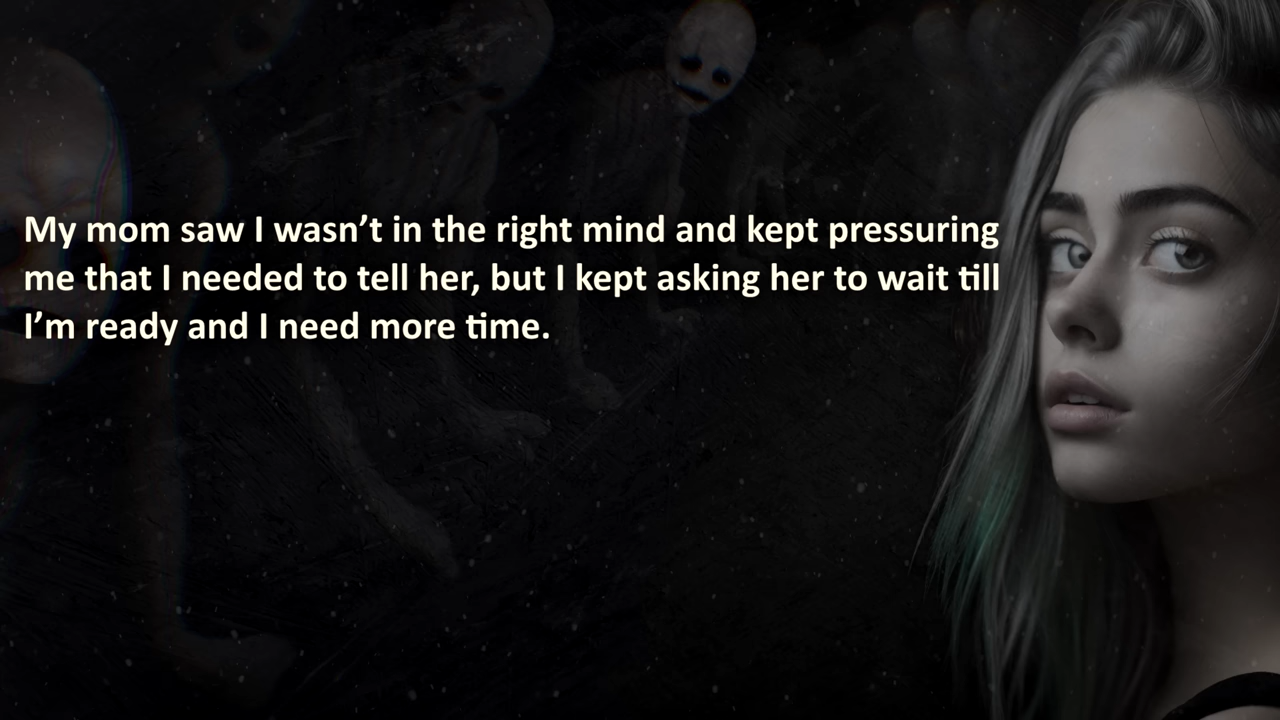 My mom saw I wasn’t in the right mind and kept pressuring
me that I needed to tell her, but I kept asking her to wait till
I’m ready and I need more time.